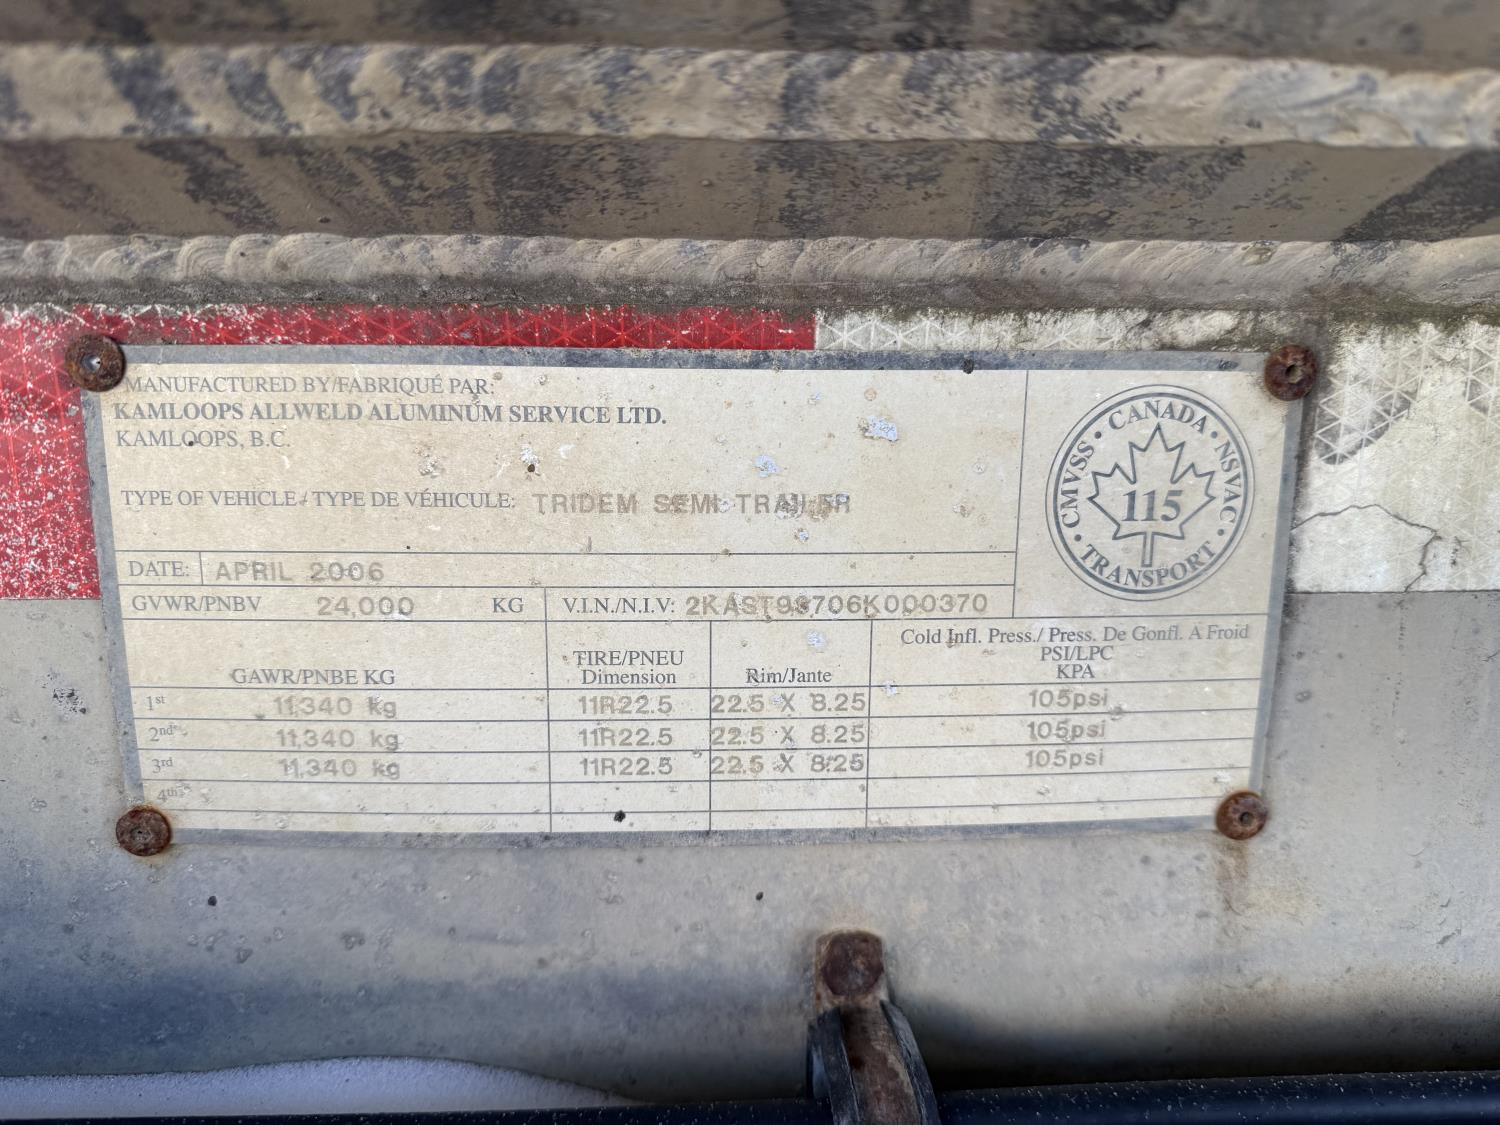 MANUFACTURED BY/FABRIQUÉ PAR:
KAMLOOPS ALLWELD ALUMINUM SERVICE LTD.
KAMLOOPS, B.C.
TYPE OF VEHICLE / TYPE DE VÉHICULE: TRIDEM SEMI TRAILER
CANADA · NSVAC · TRANSPORT · CMVSS ·
115
DATE: APRIL 2006
GVWR/PNBV 24,000 KG V.I.N./N.I.V: 2KAST98706K000370
GAWR/PNBE KG TIRE/PNEU Dimension Rim/Jante Cold Infl. Press./ Press. De Gonfl. A Froid PSI/LPC KPA
1st 11,340 kg 11R22.5 22.5 X 8.25 105psi
2nd 11,340 kg 11R22.5 22.5 X 8.25 105psi
3rd 11,340 kg 11R22.5 22.5 X 8.25 105psi
4th